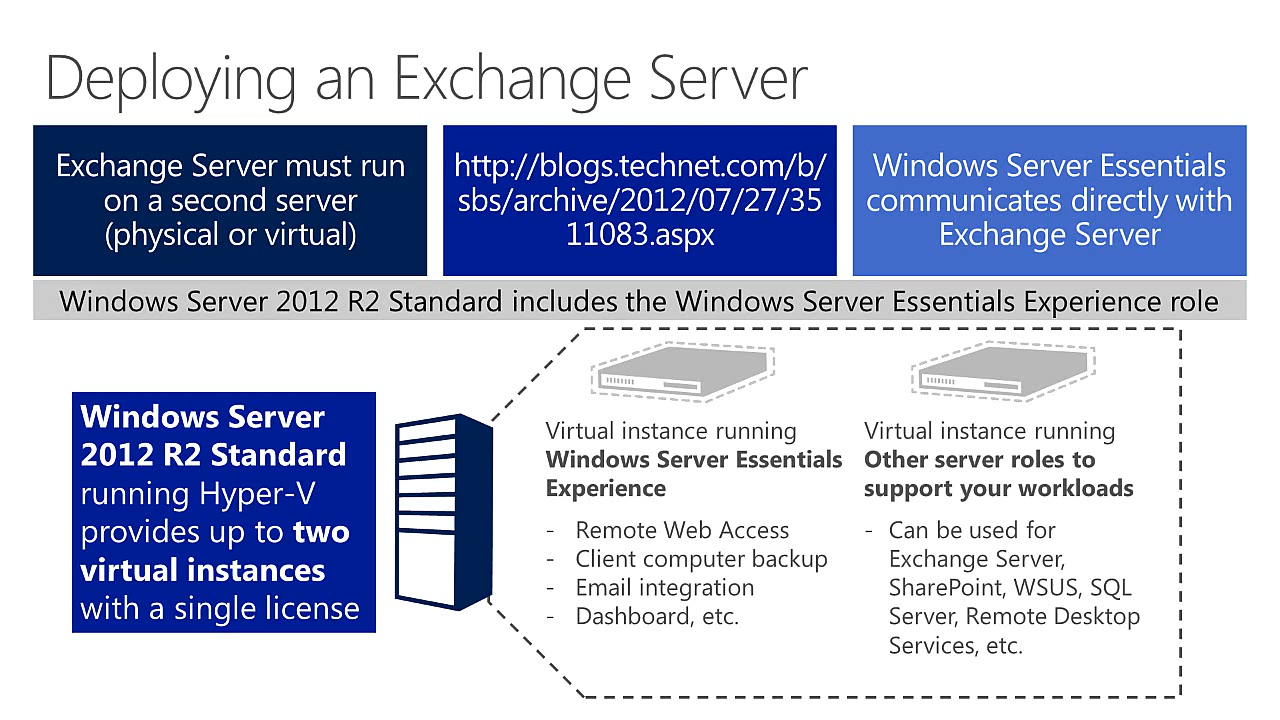 Deploying an Exchange Server
Exchange Server must run
on a second server
(physical or virtual)
http://blogs.technet.com/b/
sbs/archive/2012/07/27/35
11083.aspx
Windows Server Essentials
communicates directly with
Exchange Server
Windows Server 2012 R2 Standard includes the Windows Server Essentials Experience role
Windows Server
2012 R2 Standard
running Hyper-V
provides up to two
virtual instances
with a single license
Virtual instance running
Windows Server Essentials
Experience
- Remote Web Access
- Client computer backup
- Email integration
- Dashboard, etc.
Virtual instance running
Other server roles to
support your workloads
- Can be used for
Exchange Server,
SharePoint, WSUS, SQL
Server, Remote Desktop
Services, etc.